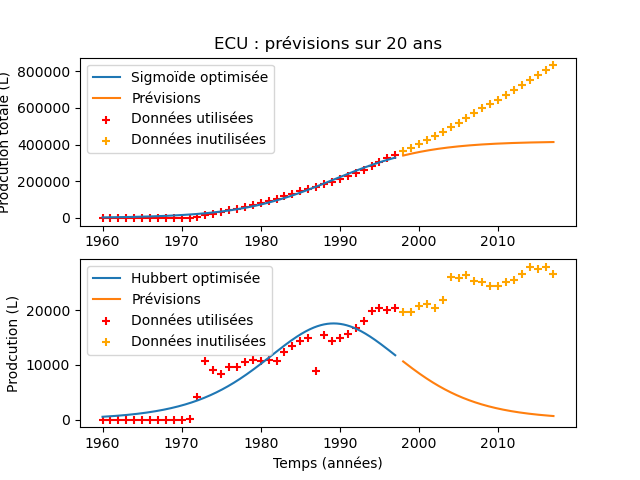 ECU : prévisions sur 20 ans
Prodcution totale (L)
800000
600000
400000
200000
0
Sigmoïde optimisée
Prévisions
Données utilisées
Données inutilisées
1960
1970
1980
1990
2000
2010
Prodcution (L)
20000
10000
0
Hubbert optimisée
Prévisions
Données utilisées
Données inutilisées
1960
1970
1980
1990
2000
2010
Temps (années)